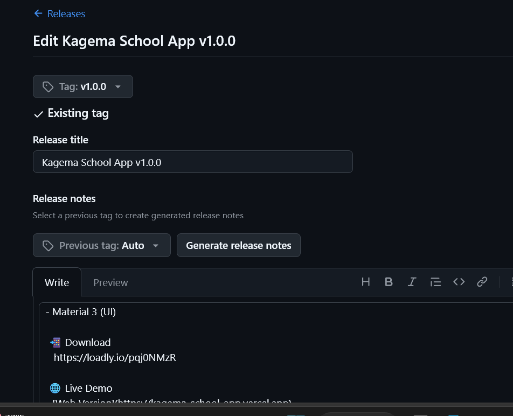 ← Releases
Edit Kagema School App v1.0.0
Tag: v1.0.0
Existing tag
Release title
Kagema School App v1.0.0
Release notes
Select a previous tag to create generated release notes
Previous tag: Auto
Generate release notes
Write Preview
- Material 3 (UI)
📲 Download
https://loadly.io/pqj0NMzR
🌐 Live Demo
[Web Version](https://kagema-school-app.vercel.app)